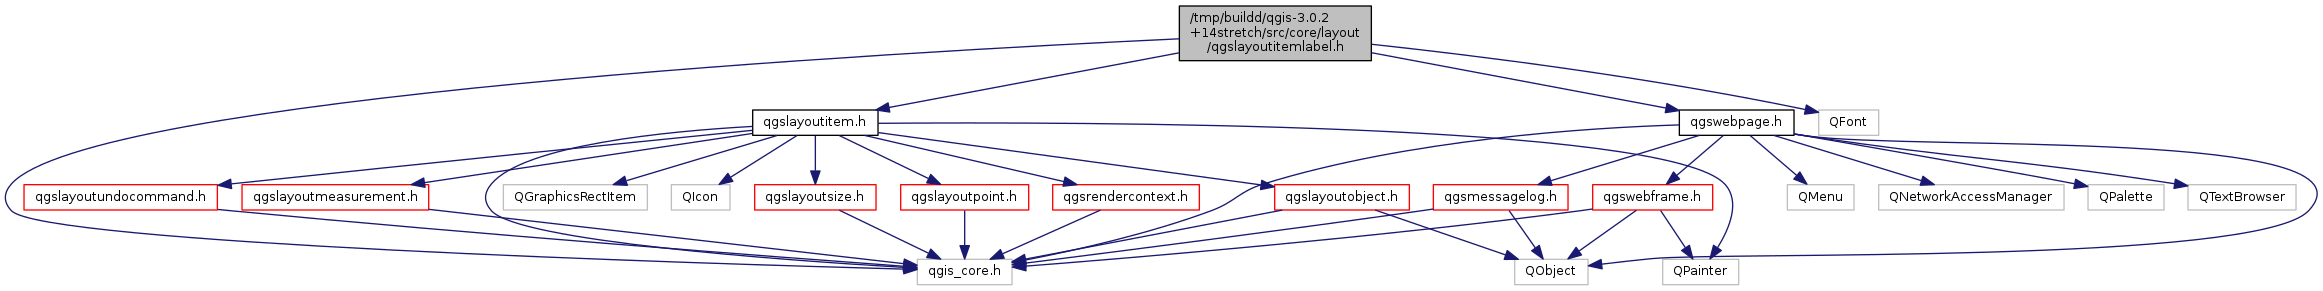 /tmp/buildd/qgis-3.0.2
+14stretch/src/core/layout
/qgslayoutitemlabel.h
qgslayoutitem.h
qgswebpage.h
QFont
qgslayoutundocommand.h
qgslayoutmeasurement.h
QGraphicsRectItem
QIcon
qgslayoutsize.h
qgslayoutpoint.h
qgsrendercontext.h
qgslayoutobject.h
qgsmessagelog.h
qgswebframe.h
QMenu
QNetworkAccessManager
QPalette
QTextBrowser
qgis_core.h
QObject
QPainter